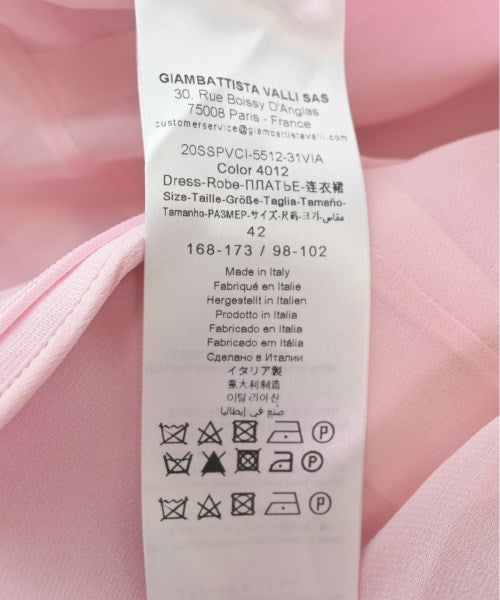 GIAMBATTISTA VALLI SAS
30, Rue Boissy D'Anglas
75008 Paris - France
customerservice@giambattistavalli.com
20SSPVCI-5512-31VIA
Color 4012
Dress-Robe-ПЛАТЬЕ-连衣裙
Size-Taille-Größe-Taglia-Tamaño-
Tamanho-РАЗМЕР-サイズ-尺码-크기-مقاس
42
168-173 / 98-102
Made in Italy
Fabriqué en Italie
Hergestellt in Italien
Prodotto in Italia
Fabricado en Italia
Fabricado em Itália
Сделано в Италии
イタリア製
意大利制造
이탈리아산
صنع في إيطاليا